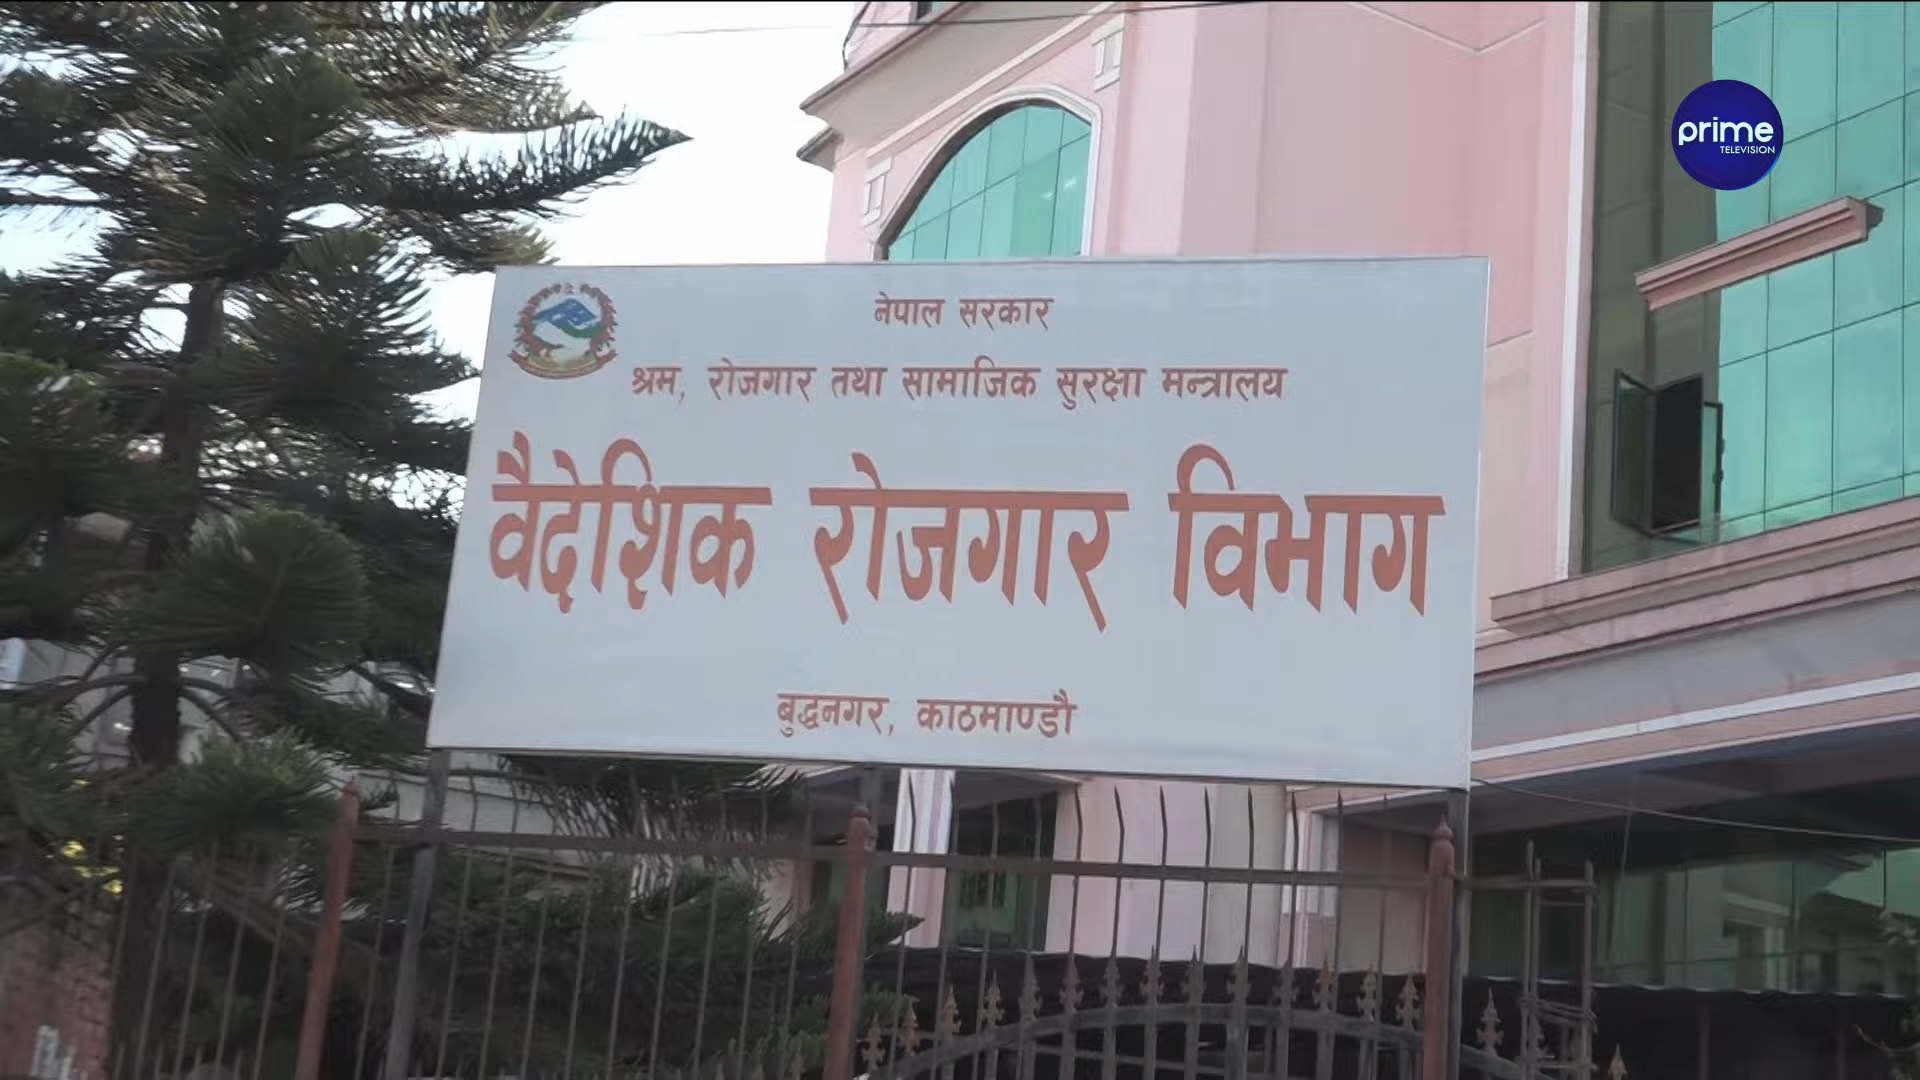 prime
TELEVISION
नेपाल सरकार
श्रम, रोजगार तथा सामाजिक सुरक्षा मन्त्रालय
वैदेशिक रोजगार विभाग
बुद्धनगर, काठमाण्डौ